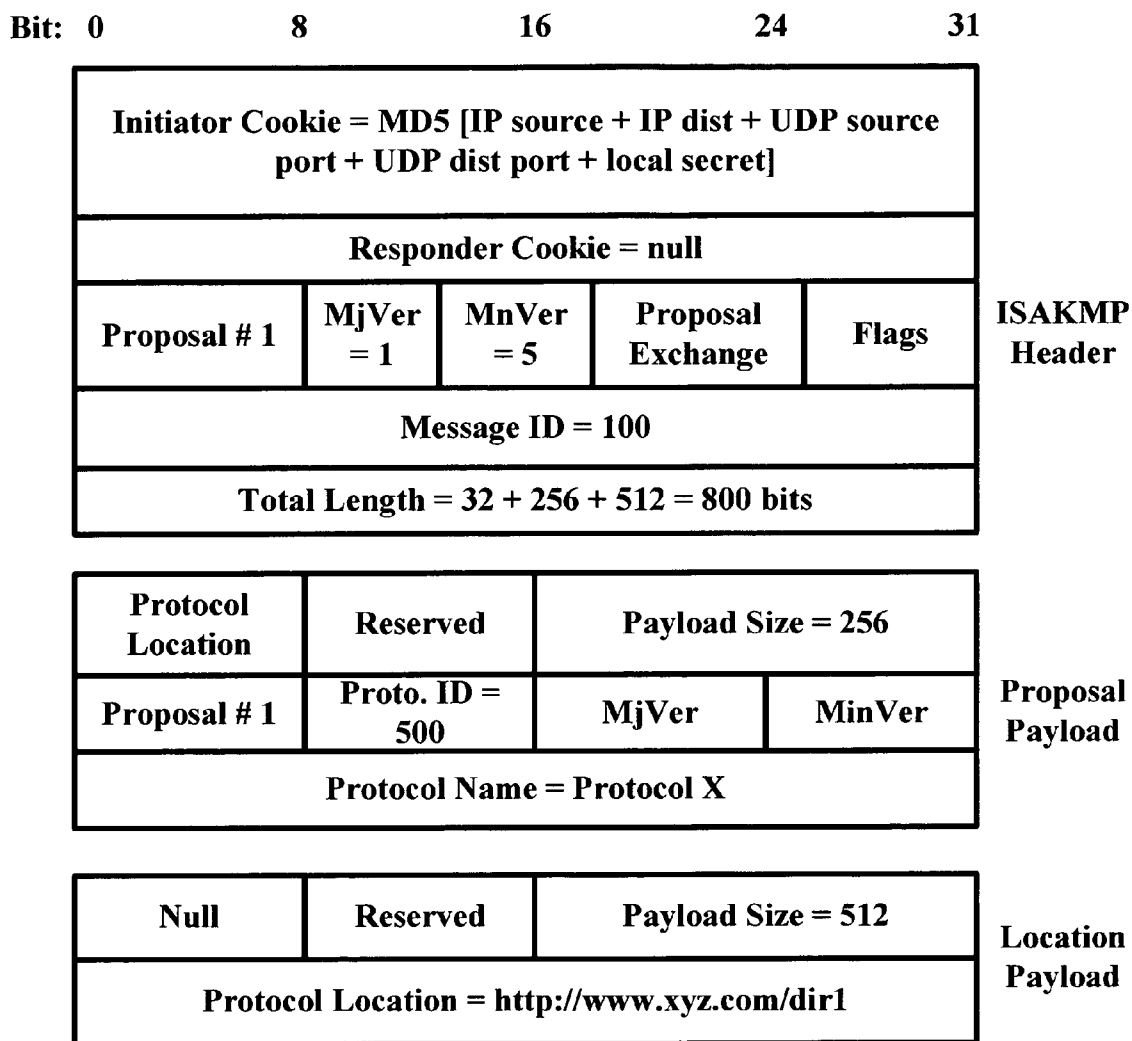 Bit: 0 8 16 24 31
Initiator Cookie = MD5 [IP source + IP dist + UDP source
port + UDP dist port + local secret]
Responder Cookie = null
Proposal # 1
MjVer
= 1
MnVer
= 5
Proposal
Exchange
Flags
ISAKMP
Header
Message ID = 100
Total Length = 32 + 256 + 512 = 800 bits
Protocol
Location
Reserved
Payload Size = 256
Proposal # 1
Proto. ID =
500
MjVer
MinVer
Proposal
Payload
Protocol Name = Protocol X
Null
Reserved
Payload Size = 512
Location
Payload
Protocol Location = http://www.xyz.com/dir1